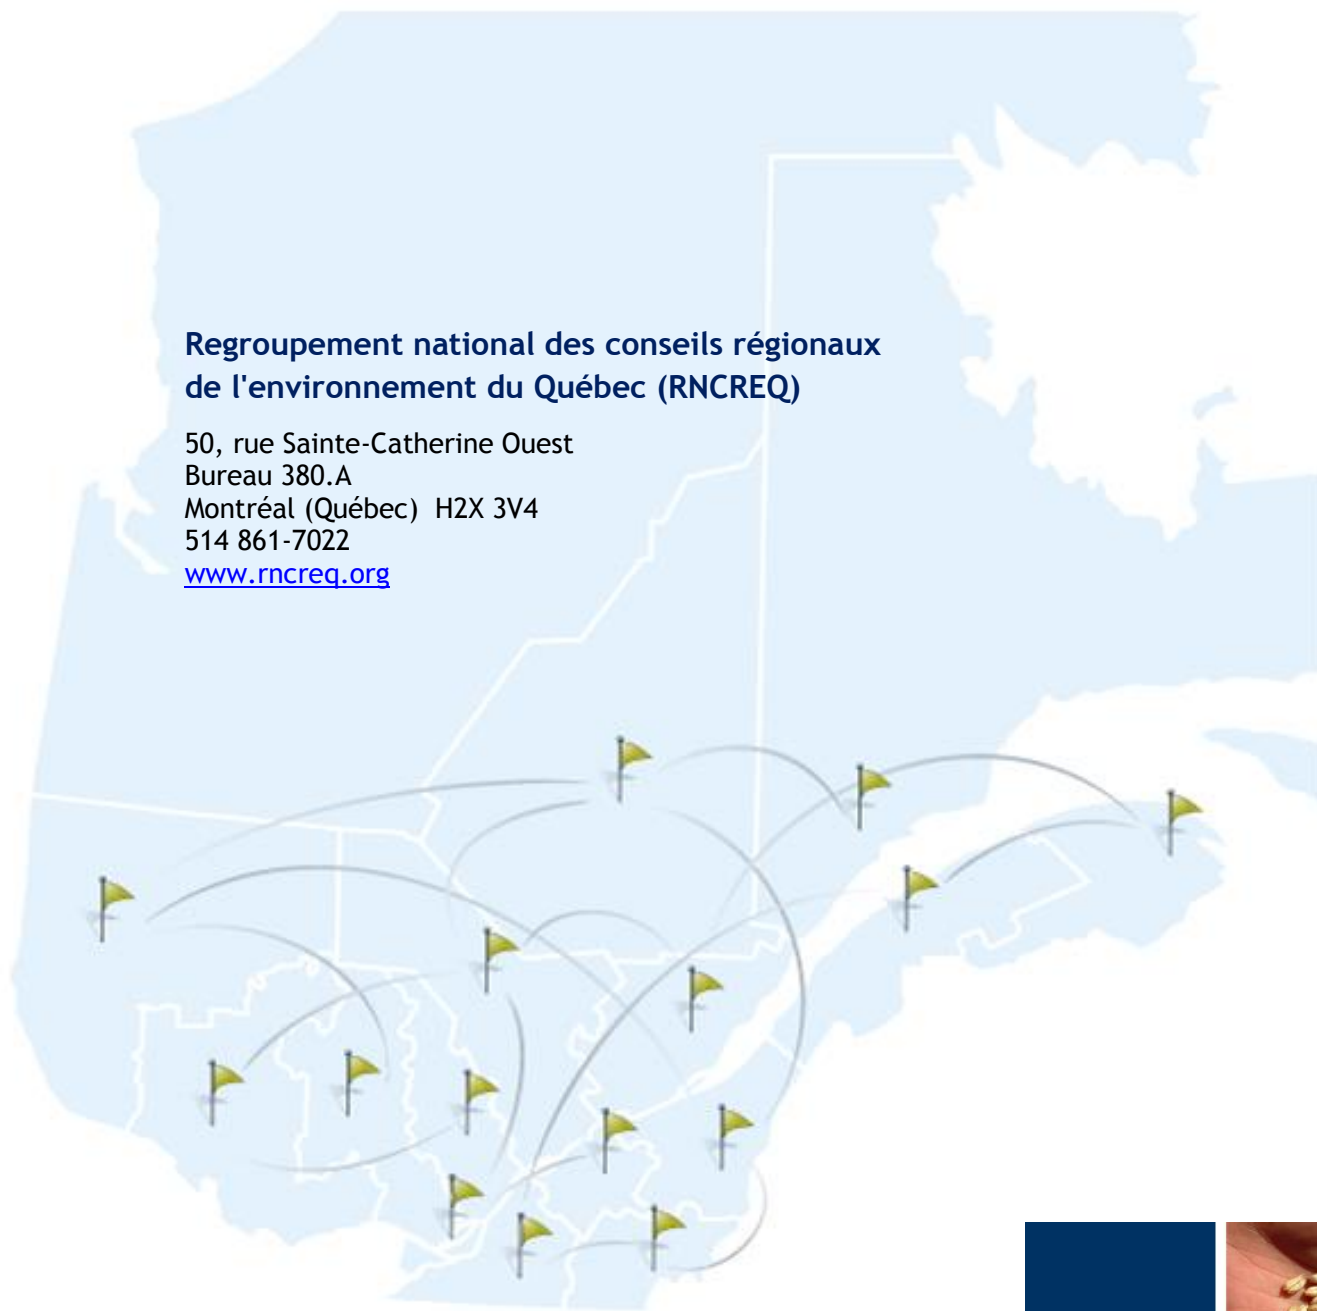 Regroupement national des conseils régionaux
de l'environnement du Québec (RNCREQ)
50, rue Sainte-Catherine Ouest
Bureau 380.A
Montréal (Québec) H2X 3V4
514 861-7022
www.rncreq.org